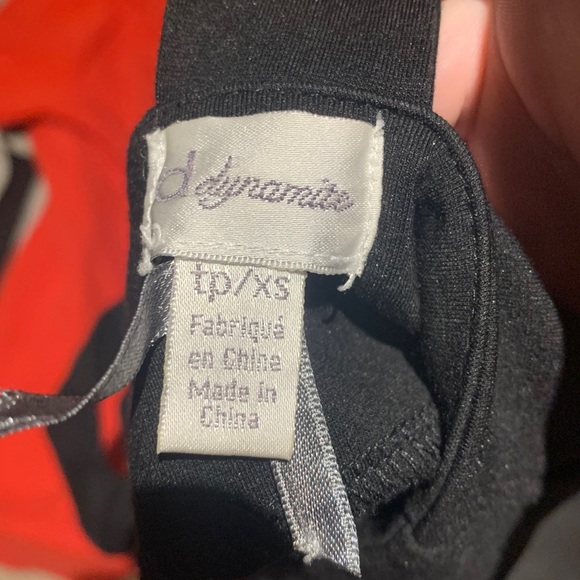 d dynamite
tp/xs
Fabriqué
en Chine
Made in
China